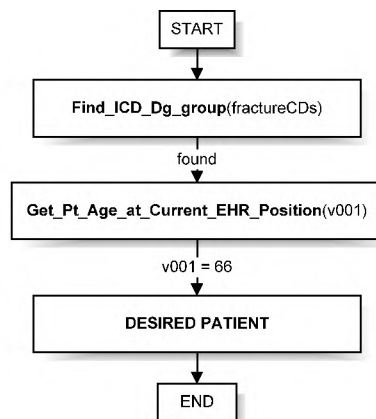 START
Find_ICD_Dg_group(fractureCDs)
found
Get_Pt_Age_at_Current_EHR_Position(v001)
v001 = 66
DESIRED PATIENT
END